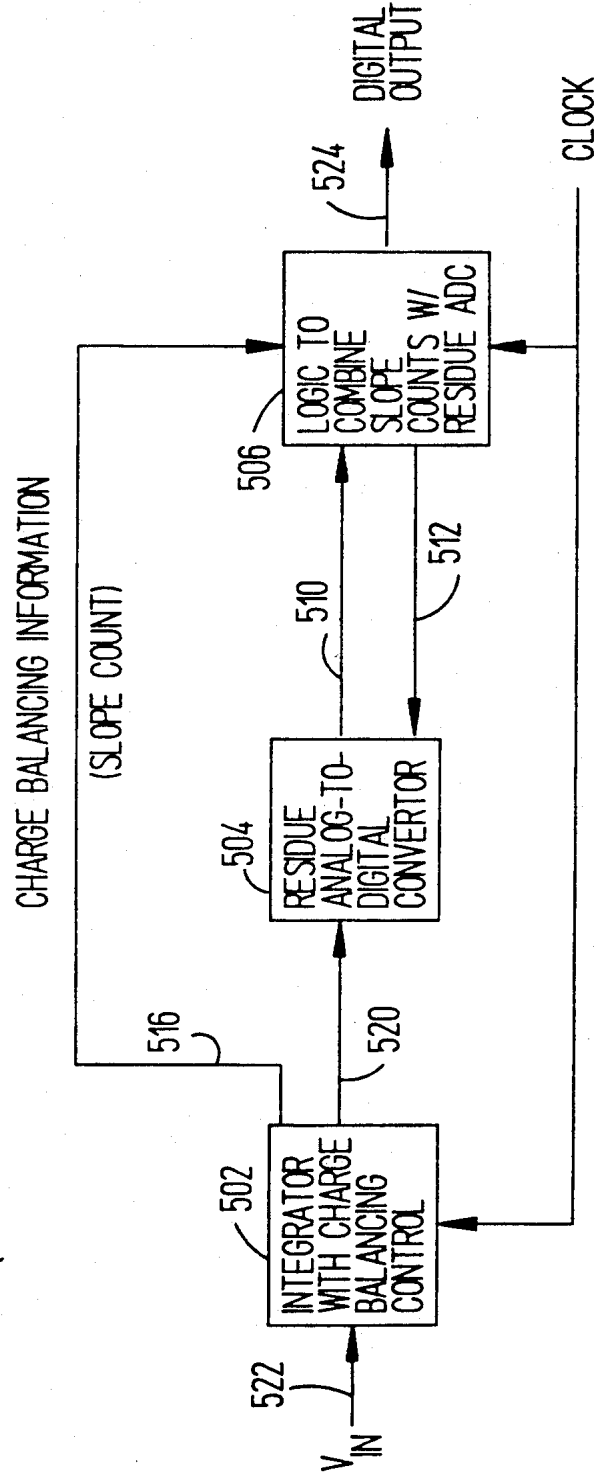 CHARGE BALANCING INFORMATION
(SLOPE COUNT)
516
V IN
522
502
INTEGRATOR
WITH CHARGE
BALANCING
CONTROL
520
504
RESIDUE
ANALOG-TO-
DIGITAL
CONVERTOR
510
512
506
LOGIC TO
COMBINE
SLOPE
COUNTS W/
RESIDUE ADC
524
DIGITAL
OUTPUT
CLOCK